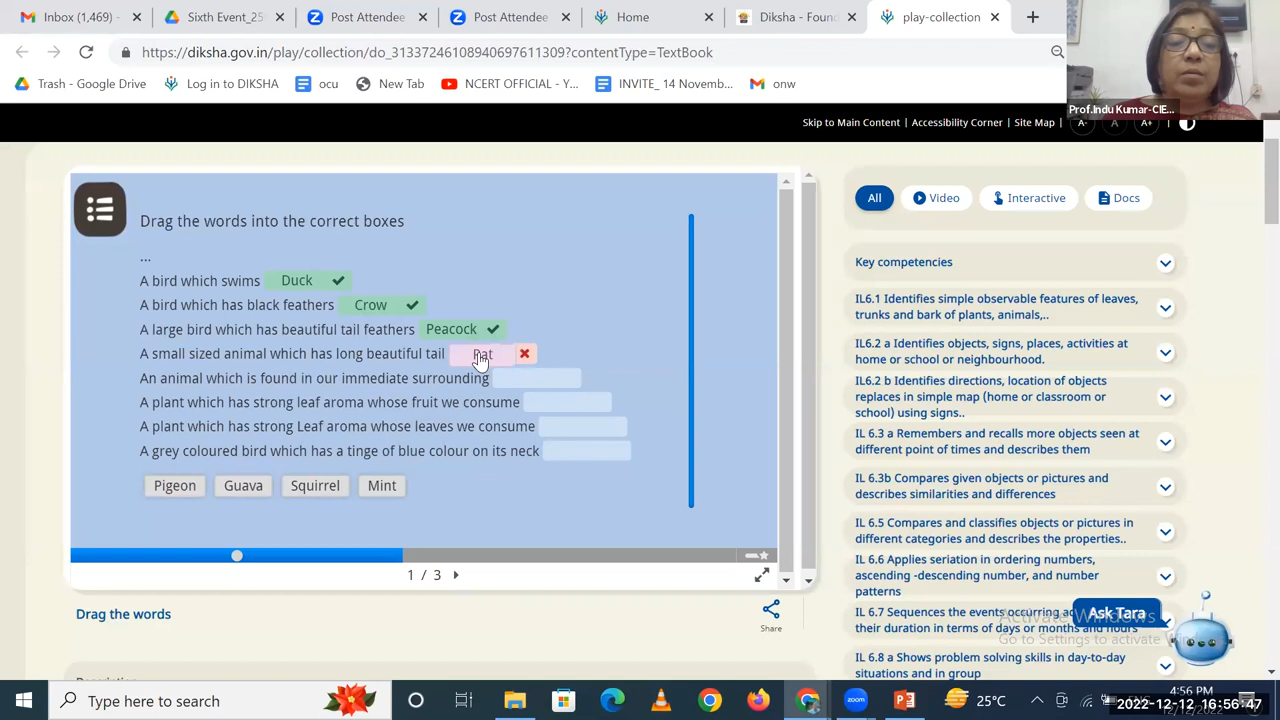 Inbox (1,469)
Sixth Event_25
Post Attendee
Post Attendee
Home
Diksha - Foun
play-collection
https://diksha.gov.in/play/collection/do_31337246108940697611309?contentType=TextBook
Trash - Google Drive
Log in to DIKSHA
ocu
New Tab
NCERT OFFICIAL - Y...
INVITE_ 14 Novemb...
onw
Prof.Indu Kumar-CIE...
Skip to Main Content | Accessibility Corner | Site Map | A- A A+
Drag the words into the correct boxes
...
A bird which swims Duck
A bird which has black feathers Crow
A large bird which has beautiful tail feathers Peacock
A small sized animal which has long beautiful tail
An animal which is found in our immediate surrounding
A plant which has strong leaf aroma whose fruit we consume
A plant which has strong Leaf aroma whose leaves we consume
A grey coloured bird which has a tinge of blue colour on its neck
Pigeon Guava Squirrel Mint
1 / 3
Drag the words
Share
All Video Interactive Docs
Key competencies
IL6.1 Identifies simple observable features of leaves,
trunks and bark of plants, animals,..
IL6.2 a Identifies objects, signs, places, activities at
home or school or neighbourhood.
IL6.2 b Identifies directions, location of objects
replaces in simple map (home or classroom or
school) using signs..
IL 6.3 a Remembers and recalls more objects seen at
different point of times and describes them
IL 6.3b Compares given objects or pictures and
describes similarities and differences
IL 6.5 Compares and classifies objects or pictures in
different categories and describes the properties..
IL 6.6 Applies seriation in ordering numbers,
ascending -descending number, and number
patterns
IL 6.7 Sequences the events occurring
their duration in terms of days or months and hours
IL 6.8 a Shows problem solving skills in day-to-day
situations and in group
Ask Tara
Activate Windows
Go to Settings to activate
Type here to search
25°C
ENG
4:56 PM
2022-12-12 16:56:47